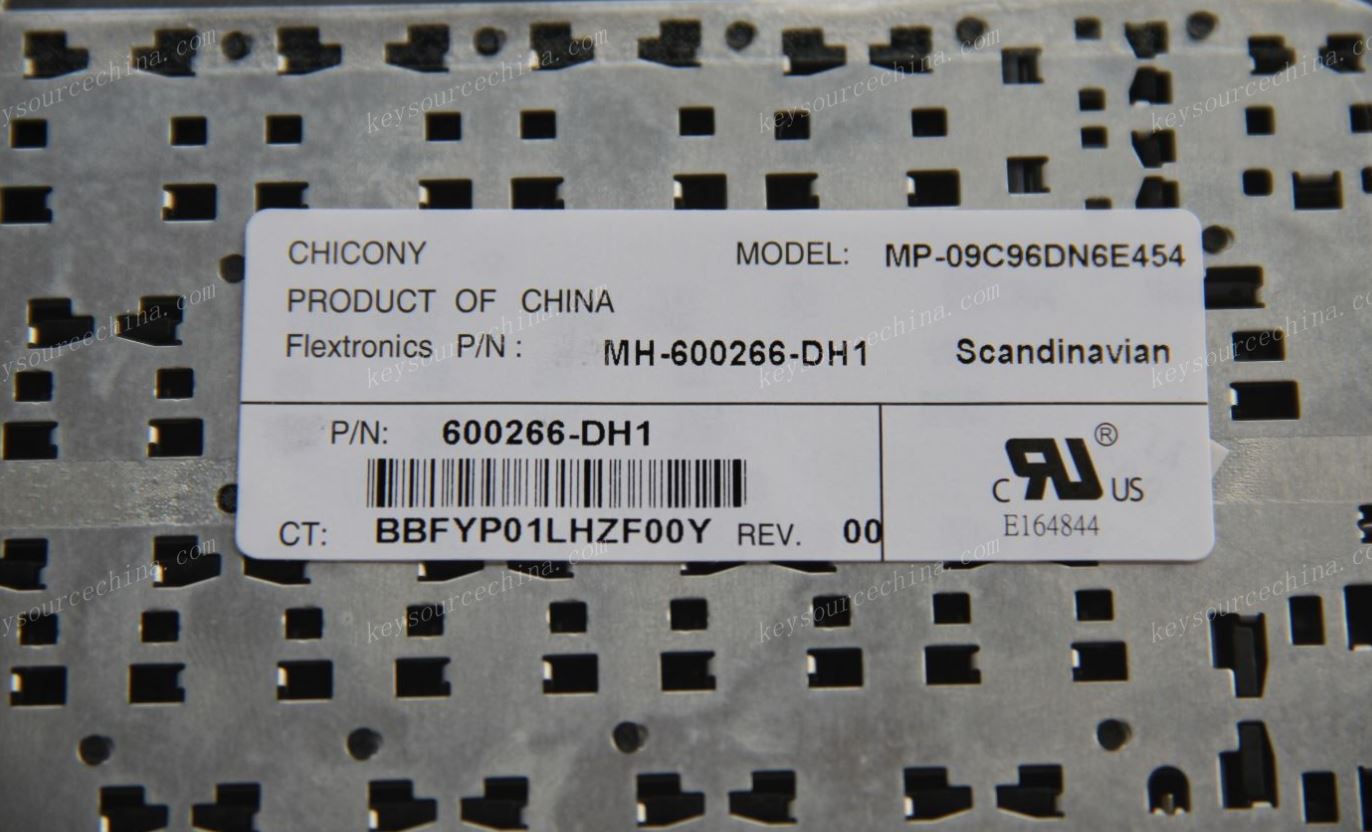 CHICONY MODEL: MP-09C96DN6E454
PRODUCT OF CHINA
Flextronics P/N : MH-600266-DH1 Scandinavian
P/N: 600266-DH1
CT: BBFYP01LHZF00Y REV. 00
C RU ® US
E164844
keysourcechina.com